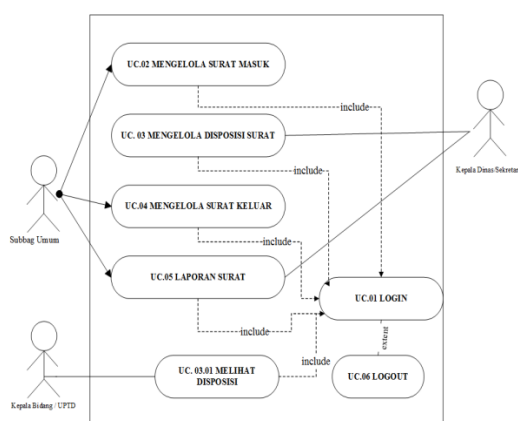 UC.02 MENGELOLA SURAT MASUK
include
UC. 03 MENGELOLA DISPOSISI SURAT
Kepala Dinas/Sekretar
include
UC.04 MENGELOLA SURAT KELUAR
Subbag Umum
include
UC.05 LAPORAN SURAT
UC.01 LOGIN
include
extent
include
UC. 03.01 MELIHAT
DISPOSISI
UC.06 LOGOUT
Kepala Bidang / UPTD